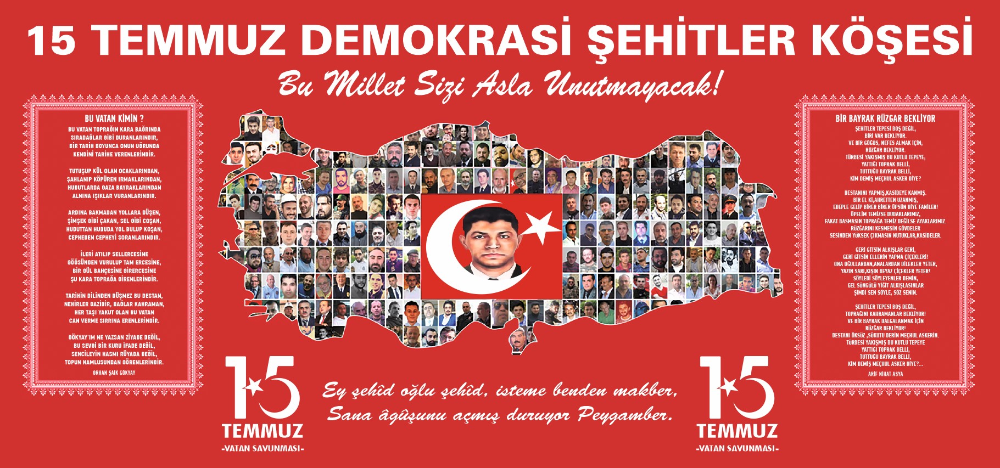 15 TEMMUZ DEMOKRASİ ŞEHİTLER KÖŞESİ
Bu Millet Sizi Asla Unutmayacak!
BU VATAN KİMİN ?
BU VATAN TOPRAĞIN KARA BAĞRINDA
SIRADAĞLAR GİBİ DURANLARINDIR,
BİR TARİH BOYUNCA ONUN UĞRUNDA
KENDİNİ TARİHE VERENLERİNDİR.
TUTUŞUP KÜL OLAN OCAKLARINDAN,
ŞAHLANIP KÖPÜREN IRMAKLARINDAN,
HUDUTLARDA GAZA BAYRAKLARINDAN
ALNINA IŞIKLAR VURANLARINDIR.
ARDINA BAKMADAN YOLLARA DÜŞEN,
ŞİMŞEK GİBİ ÇAKAN, SEL GİBİ COŞAN,
HUDUTTAN HUDUDA YOL BULUP KOŞAN,
CEPHEDEN CEPHEYİ SORANLARINDIR.
İLERİ ATILIP SELLERCESİNE
GÖĞSÜNDEN VURULUP TAM ERCESİNE,
BİR GÜL BAHÇESİNE GİRERCESİNE
ŞU KARA TOPRAĞA GİRENLERİNDİR.
TARİHİN DİLİNDEN DÜŞMEZ BU DESTAN,
NEHİRLER GAZİDİR, DAĞLAR KAHRAMAN,
HER TAŞI YAKUT OLAN BU VATAN
CAN VERME SIRRINA ERENLERİNDİR.
GÖKYAY'IM NE YAZSAN ZİYADE DEĞİL,
BU SEVGİ BİR KURU İFADE DEĞİL,
SENCİLEYİN HASMI RÜYADA DEĞİL,
TOPUN NAMLUSUNDAN GÖRENLERİNDİR.
ORHAN ŞAİK GÖKYAY
BİR BAYRAK RÜZGAR BEKLİYOR
ŞEHİTLER TEPESİ BOŞ DEĞİL,
BİRİ VAR BEKLİYOR.
VE BİR GÖĞÜS, NEFES ALMAK İÇİN;
RÜZGAR BEKLİYOR.
TÜRBESİ YAKIŞMIŞ BU KUTLU TEPEYE;
YATTIĞI TOPRAK BELLİ,
TUTTUĞU BAYRAK BELLİ,
KİM DEMİŞ MEÇHUL ASKER DİYE?
DESTANINI YAPMIŞ,KASİDEYE KANMIŞ.
BİR EL Kİ,AHRETTEN UZANMIŞ,
EDEPLE GELİP BİRER BİRER ÖPSÜN DİYE FANİLER!
ÖPELİM TEMİZSE DUDAKLARIMIZ,
FAKAT BASMASIN TOPRAĞA TEMİZ DEĞİLSE AYAKLARIMIZ.
RÜZGARINI KESMESİN GÖVDELER
SESİNDEN YÜKSEK ÇIKMASIN NUTUKLAR,KASİDELER.
GERİ GİTSİN ALKIŞLAR GERİ,
GERİ GİTSİN ELLERİN YAPMA ÇİÇEKLERİ!
ONA OĞULLARDAN,ANALARDAN DİLEKLER YETER,
YAZIN SARI,KIŞIN BEYAZ ÇİÇEKLER YETER!
SÖYLEDİ SÖYLEYENLER DEMİN,
GEL SÜNGÜLÜ YİĞİT ALKIŞLASINLAR
ŞİMDİ SEN SÖYLE, SÖZ SENİN.
ŞEHİTLER TEPESİ BOŞ DEĞİL,
TOPRAĞINI KAHRAMANLAR BEKLİYOR!
VE BİR BAYRAK DALGALANMAK İÇİN
RÜZGAR BEKLİYOR!
DESTANI ÖKSÜZ ,SÜKUTU DERİN MEÇHUL ASKERİN.
TÜRBESİ YAKIŞMIŞ BU KUTLU TEPEYE
YATTIĞI TOPRAK BELLİ,
TUTTUĞU BAYRAK BELLİ,
KİM DEMİŞ MEÇHUL ASKER DİYE?...
ARİF NİHAT ASYA
15
TEMMUZ
-VATAN SAVUNMASI-
Ey şehîd oğlu şehîd, isteme benden makber,
Sana âgûşunu açmış duruyor Peygamber.
15
TEMMUZ
-VATAN SAVUNMASI-